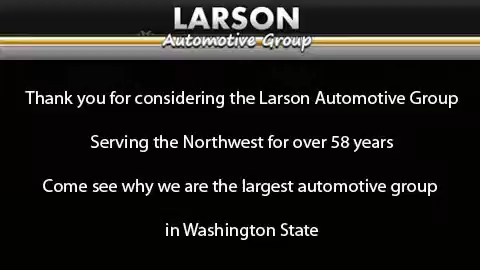 LARSON
Automotive Group
Thank you for considering the Larson Automotive Group
Serving the Northwest for over 58 years
Come see why we are the largest automotive group
in Washington State